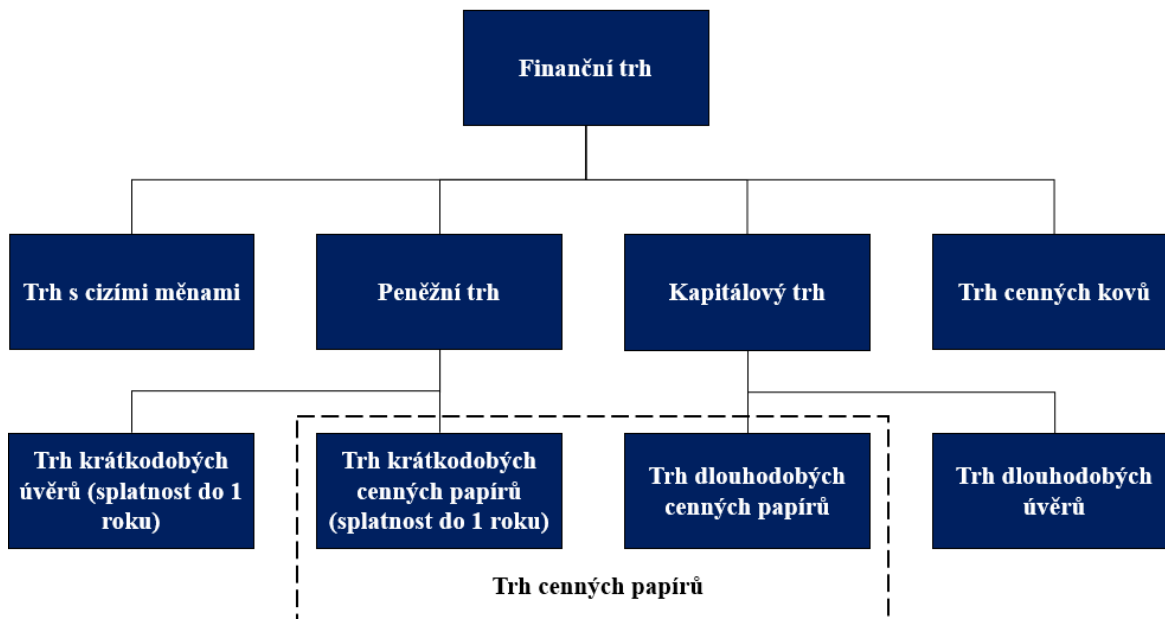 Finanční trh
Trh s cizími měnami
Peněžní trh
Kapitálový trh
Trh cenných kovů
Trh krátkodobých
úvěrů (splatnost do 1
roku)
Trh krátkodobých
cenných papírů
(splatnost do 1 roku)
Trh dlouhodobých
cenných papírů
Trh dlouhodobých
úvěrů
Trh cenných papírů